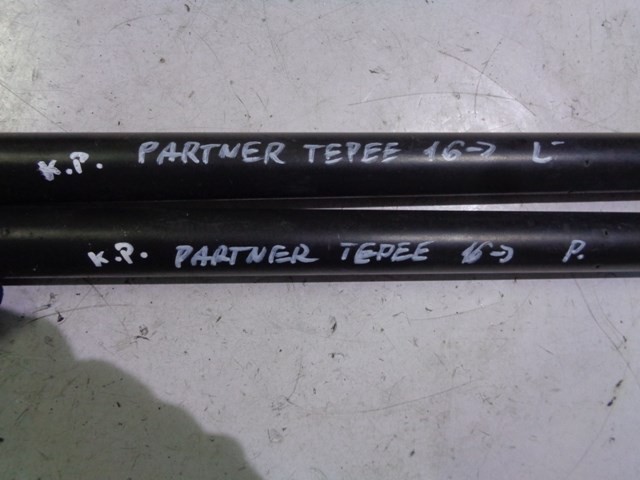 K.P. PARTNER TEPEE 16→ L
K.P. PARTNER TEPEE 16→ P.